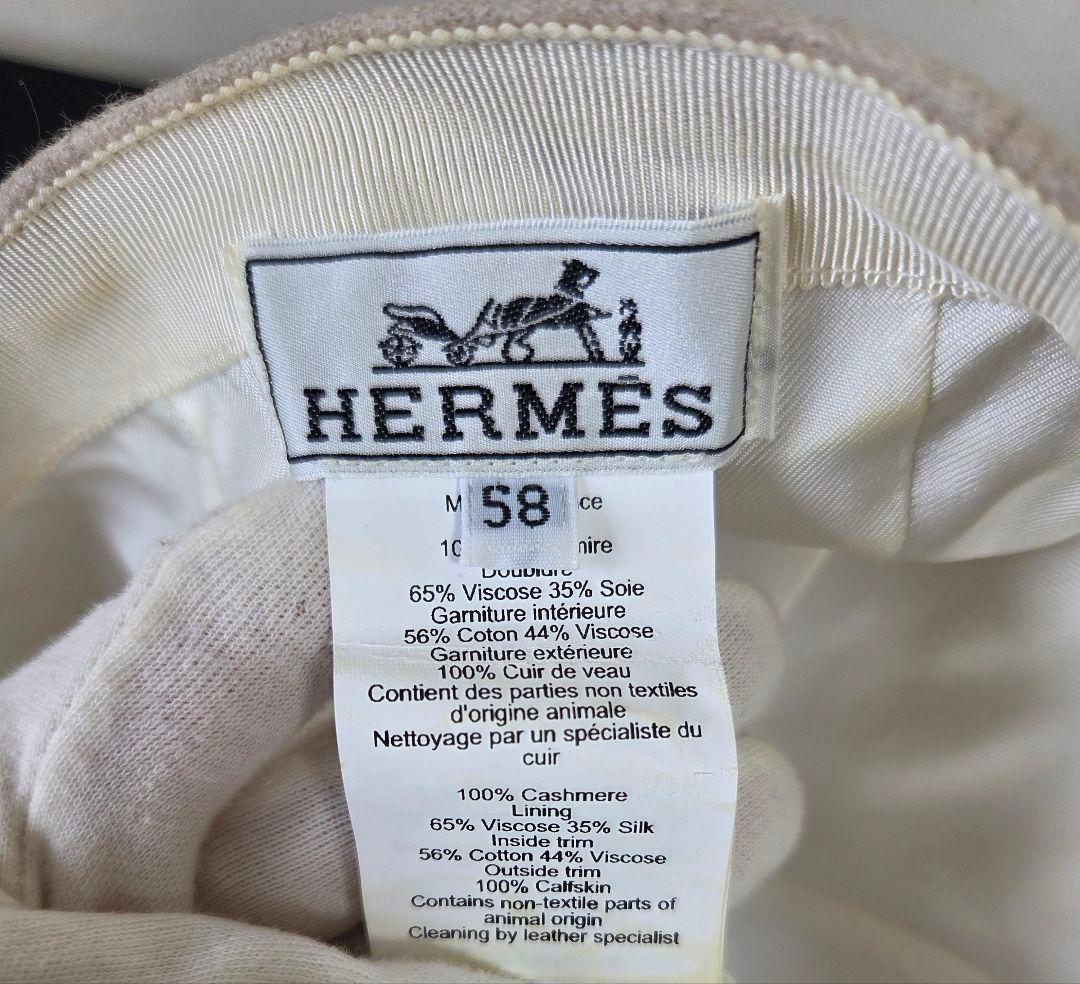 HERMÈS
58
Doublure
65% Viscose 35% Soie
Garniture intérieure
56% Coton 44% Viscose
Garniture extérieure
100% Cuir de veau
Contient des parties non textiles
d'origine animale
Nettoyage par un spécialiste du
cuir
100% Cashmere
Lining
65% Viscose 35% Silk
Inside trim
56% Cotton 44% Viscose
Outside trim
100% Calfskin
Contains non-textile parts of
animal origin
Cleaning by leather specialist